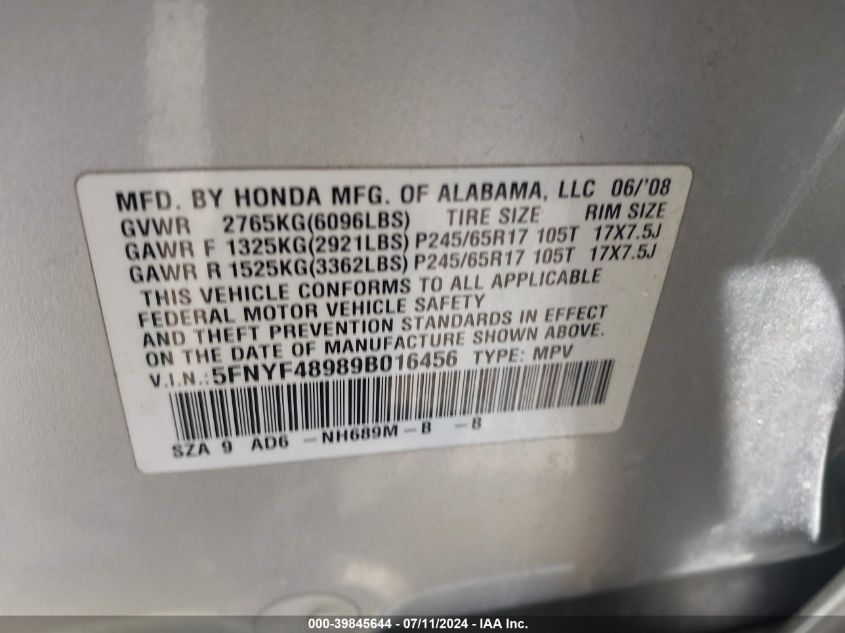 MFD. BY HONDA MFG. OF ALABAMA, LLC 06/'08
GVWR 2765KG(6096LBS) TIRE SIZE RIM SIZE
GAWR F 1325KG(2921LBS) P245/65R17 105T 17X7.5J
GAWR R 1525KG(3362LBS) P245/65R17 105T 17X7.5J
THIS VEHICLE CONFORMS TO ALL APPLICABLE
FEDERAL MOTOR VEHICLE SAFETY
AND THEFT PREVENTION STANDARDS IN EFFECT
ON THE DATE OF MANUFACTURE SHOWN ABOVE.
V.I.N.:5FNYF48989B016456 TYPE: MPV
SZA 9 AD6 -NH689M-B -8
000-39845644 - 07/11/2024 - IAA Inc.